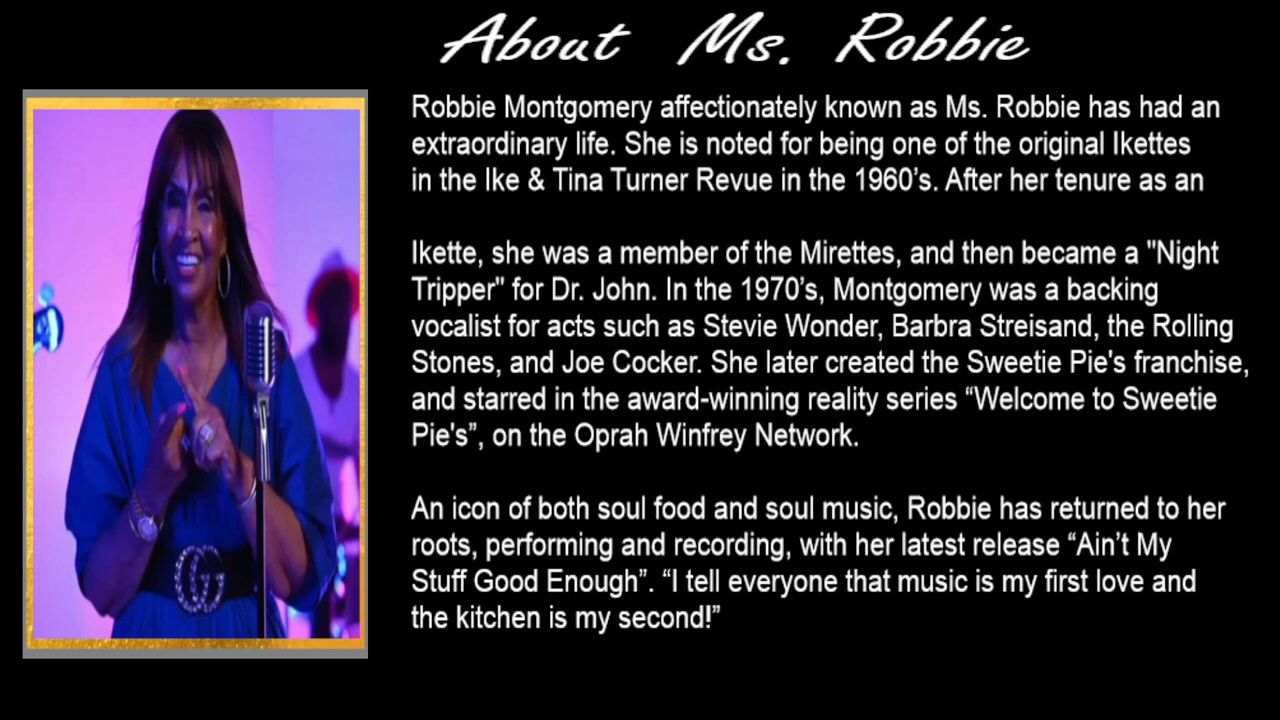 About Ms. Robbie
Robbie Montgomery affectionately known as Ms. Robbie has had an
extraordinary life. She is noted for being one of the original Ikettes
in the Ike & Tina Turner Revue in the 1960’s. After her tenure as an
Ikette, she was a member of the Mirettes, and then became a "Night
Tripper" for Dr. John. In the 1970’s, Montgomery was a backing
vocalist for acts such as Stevie Wonder, Barbra Streisand, the Rolling
Stones, and Joe Cocker. She later created the Sweetie Pie's franchise,
and starred in the award-winning reality series “Welcome to Sweetie
Pie's”, on the Oprah Winfrey Network.
An icon of both soul food and soul music, Robbie has returned to her
roots, performing and recording, with her latest release “Ain’t My
Stuff Good Enough”. “I tell everyone that music is my first love and
the kitchen is my second!”